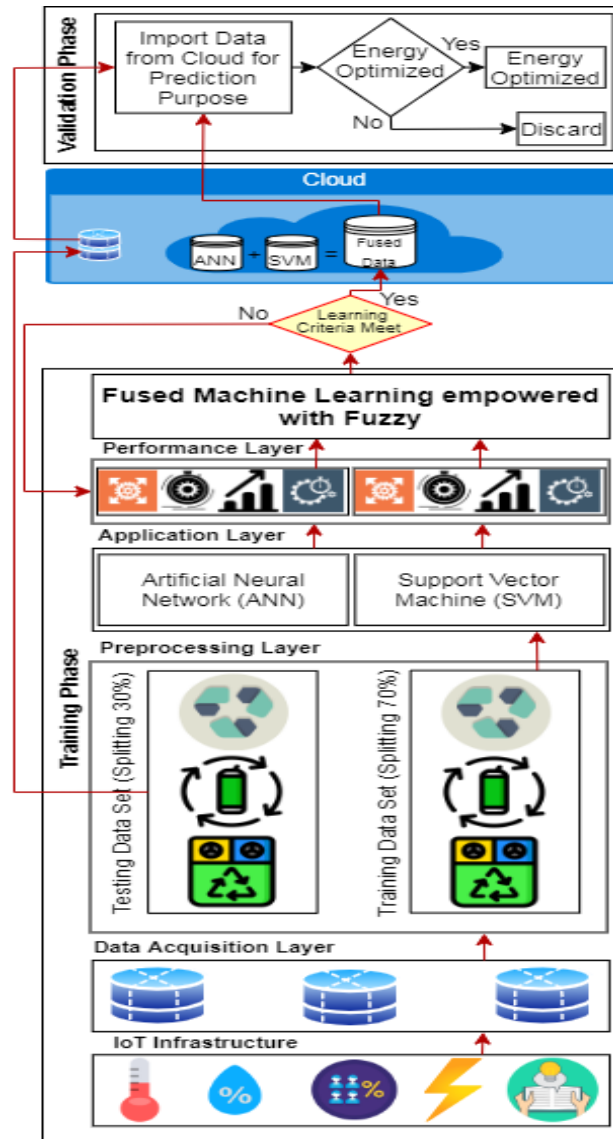 Validation Phase
Import Data
from Cloud for
Prediction
Purpose
Energy
Optimized
Yes
Energy
Optimized
No
Discard
Cloud
ANN
+
SVM
=
Fused
Data
No
Yes
Learning
Criteria Meet
Training Phase
Fused Machine Learning empowered
with Fuzzy
Performance Layer
Application Layer
Artificial Neural
Network (ANN)
Support Vector
Machine (SVM)
Preprocessing Layer
Testing Data Set (Splitting 30%)
Training Data Set (Splitting 70%)
Data Acquisition Layer
IoT Infrastructure
%
%